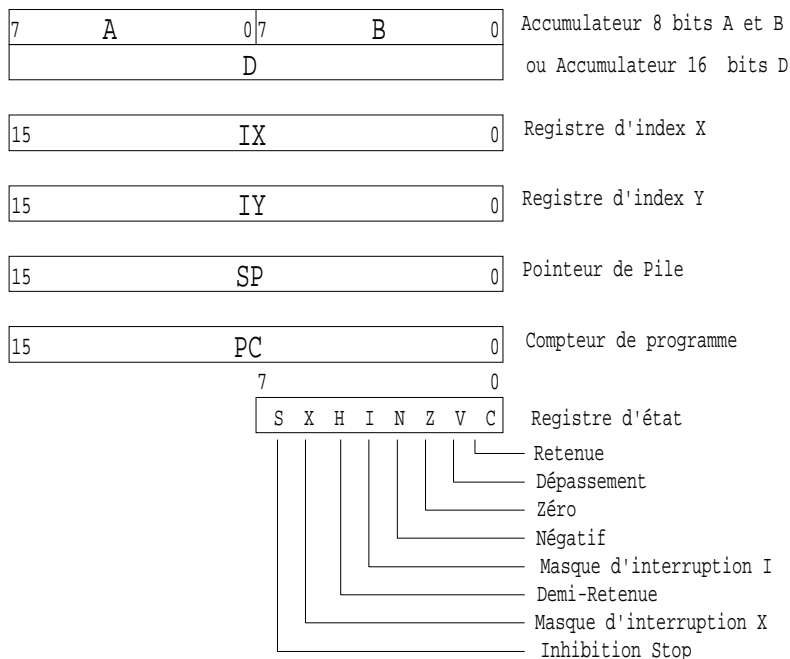 7 A 0 7 B 0 Accumulateur 8 bits A et B
D ou Accumulateur 16 bits D
15 IX 0 Registre d'index X
15 IY 0 Registre d'index Y
15 SP 0 Pointeur de Pile
15 PC 0 Compteur de programme
7 0
S X H I N Z V C Registre d'état
Retenue
Dépassement
Zéro
Négatif
Masque d'interruption I
Demi-Retenue
Masque d'interruption X
Inhibition Stop